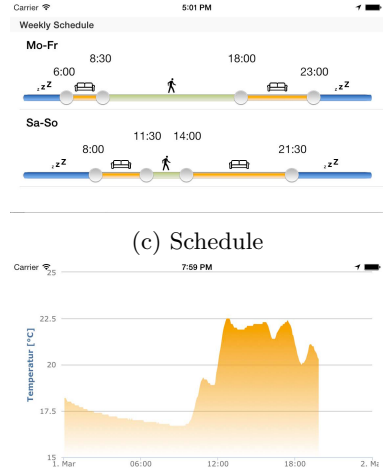 Carrier 5:01 PM
Weekly Schedule
Mo-Fr
8:30 18:00
6:00 23:00
zzZ zzZ
Sa-So
11:30 14:00
8:00 21:30
zzZ zzZ
(c) Schedule
Carrier 7:59 PM
25
22.5
20
17.5
15
Temperatur [°C]
1. Mar 06:00 12:00 18:00 2. Ma